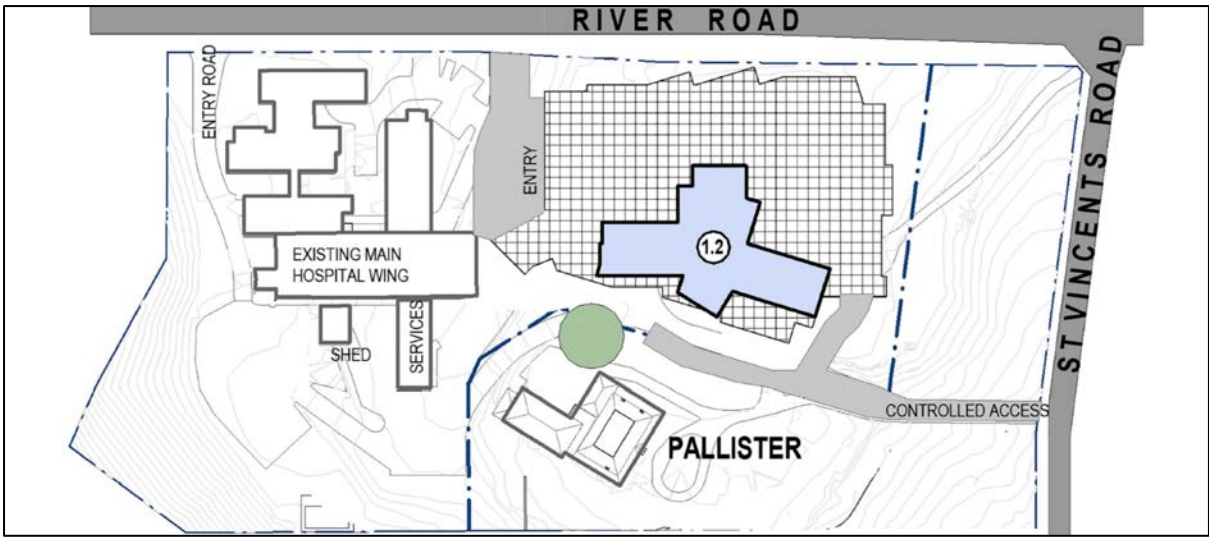 RIVER ROAD
ENTRY ROAD
ENTRY
ST VINCENTS ROAD
1.2
EXISTING MAIN
HOSPITAL WING
SERVICES
SHED
CONTROLLED ACCESS
PALLISTER